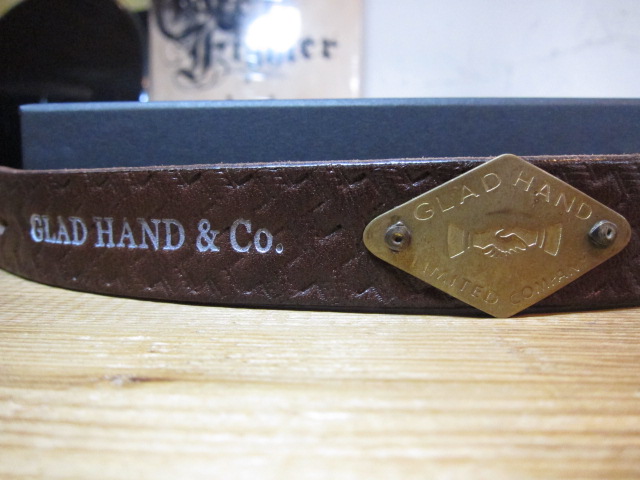 GLAD HAND & Co.
GLAD HAND
LIMITED COMPANY